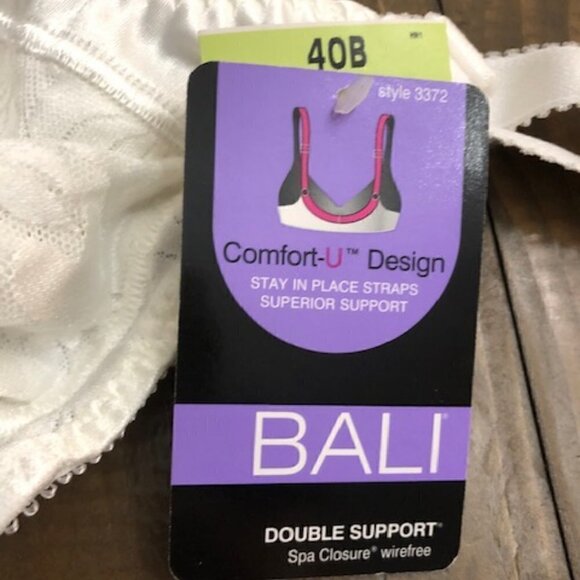 40B
style 3372
Comfort-U™ Design
STAY IN PLACE STRAPS
SUPERIOR SUPPORT
BALI®
DOUBLE SUPPORT®
Spa Closure® wirefree